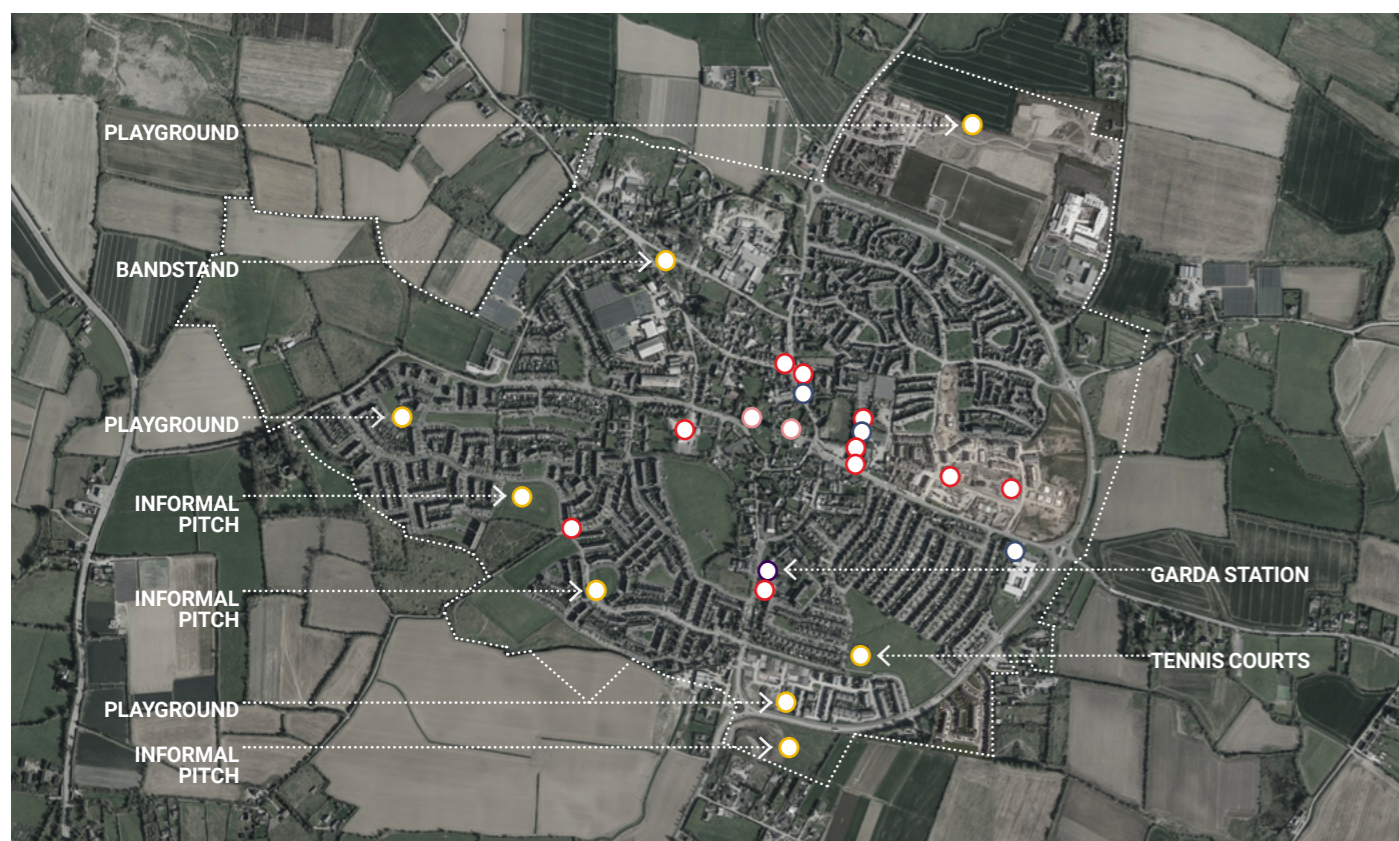 PLAYGROUND
BANDSTAND
PLAYGROUND
INFORMAL
PITCH
INFORMAL
PITCH
PLAYGROUND
INFORMAL
PITCH
GARDA STATION
TENNIS COURTS